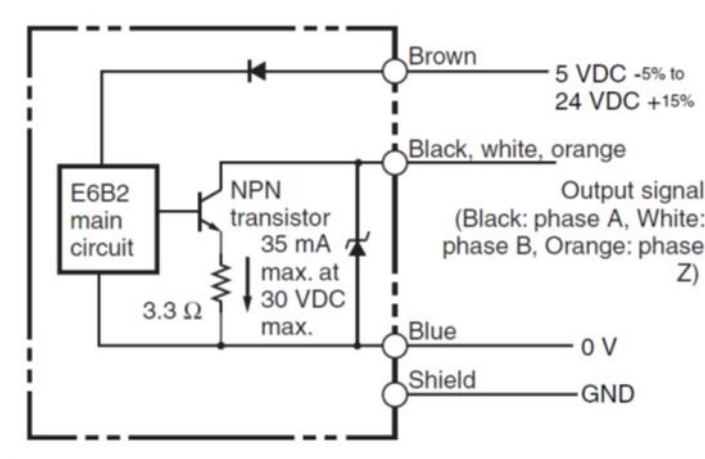 Brown
5 VDC -5% to
24 VDC +15%
Black, white, orange
E6B2
main
circuit
NPN
transistor
35 mA
max. at
30 VDC
max.
3.3 Ω
Output signal
(Black: phase A, White:
phase B, Orange: phase
Z)
Blue
0 V
Shield
GND